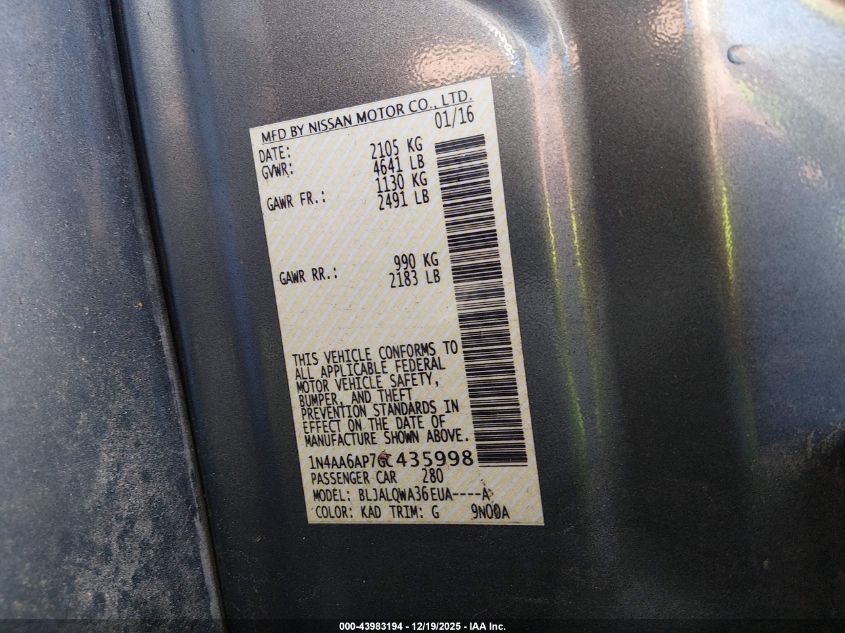 MFD BY NISSAN MOTOR CO., LTD.
DATE: 01/16
GVWR: 2105 KG
4641 LB
GAWR FR.: 1130 KG
2491 LB
GAWR RR.: 990 KG
2183 LB
THIS VEHICLE CONFORMS TO
ALL APPLICABLE FEDERAL
MOTOR VEHICLE SAFETY,
BUMPER, AND THEFT
PREVENTION STANDARDS IN
EFFECT ON THE DATE OF
MANUFACTURE SHOWN ABOVE.
1N4AA6AP7GC435998
PASSENGER CAR 280
MODEL: BLJALQWA36EUA----A
COLOR: KAD TRIM: G 9N00A
000-43983194 - 12/19/2025 - IAA Inc.